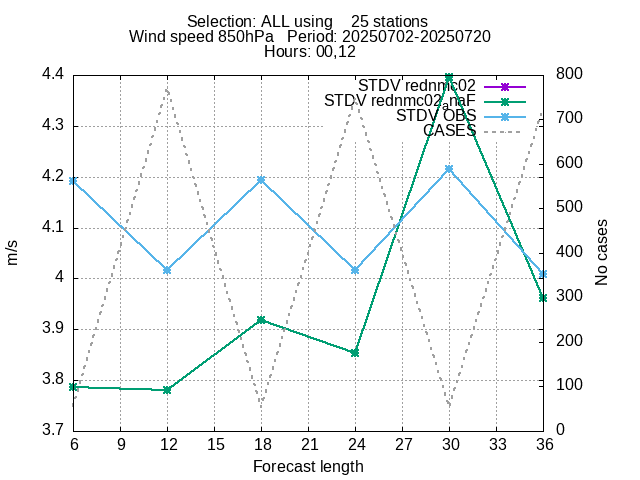 Selection: ALL using    25 stations
Wind speed 850hPa   Period: 20250702-20250720
Hours: 00,12
STDV rednmc02
STDV rednmc02_naF
STDV OBS
CASES
4.4
4.3
4.2
4.1
4
3.9
3.8
3.7
m/s
800
700
600
500
400
300
200
100
0
No cases
6 9 12 15 18 21 24 27 30 33 36
Forecast length